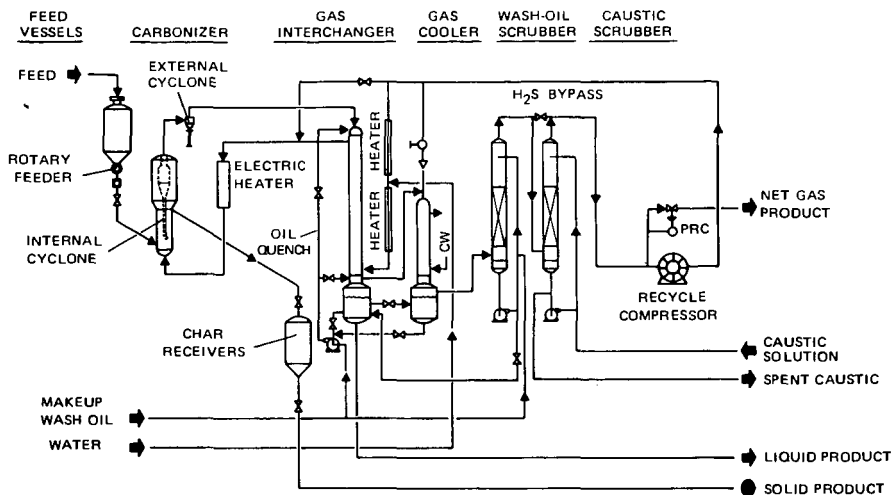 FEED
VESSELS
CARBONIZER
GAS
INTERCHANGER
GAS
COOLER
WASH-OIL
SCRUBBER
CAUSTIC
SCRUBBER
FEED
EXTERNAL
CYCLONE
H2S BYPASS
ROTARY
FEEDER
ELECTRIC
HEATER
HEATER
HEATER
NET GAS
PRODUCT
PRC
INTERNAL
CYCLONE
OIL
QUENCH
CW
RECYCLE
COMPRESSOR
CHAR
RECEIVERS
CAUSTIC
SOLUTION
SPENT CAUSTIC
MAKEUP
WASH OIL
WATER
LIQUID PRODUCT
SOLID PRODUCT